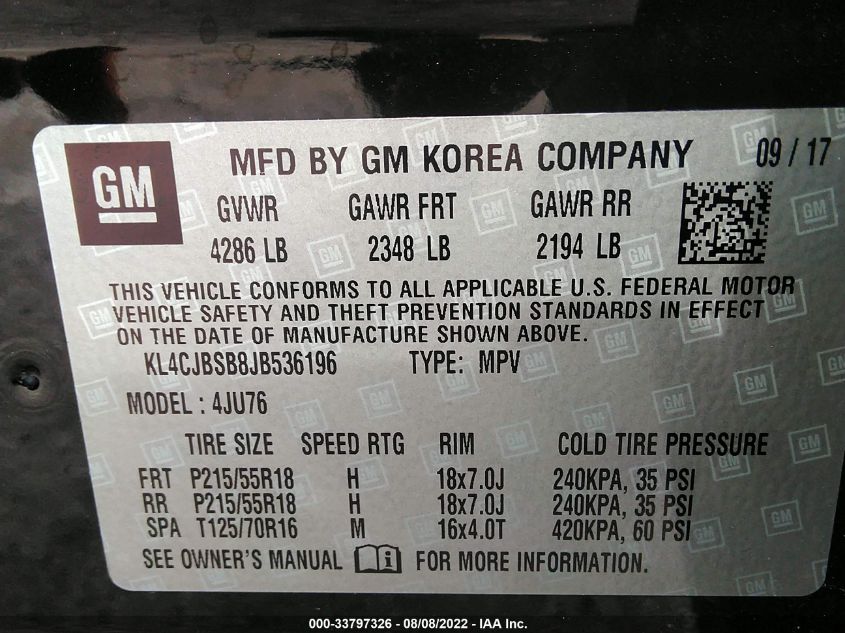 GM MFD BY GM KOREA COMPANY 09 / 17
GVWR GAWR FRT GAWR RR
4286 LB 2348 LB 2194 LB
THIS VEHICLE CONFORMS TO ALL APPLICABLE U.S. FEDERAL MOTOR
VEHICLE SAFETY AND THEFT PREVENTION STANDARDS IN EFFECT
ON THE DATE OF MANUFACTURE SHOWN ABOVE.
KL4CJBSB8JB536196 TYPE: MPV
MODEL : 4JU76
TIRE SIZE SPEED RTG RIM COLD TIRE PRESSURE
FRT P215/55R18 H 18x7.0J 240KPA, 35 PSI
RR P215/55R18 H 18x7.0J 240KPA, 35 PSI
SPA T125/70R16 M 16x4.0T 420KPA, 60 PSI
SEE OWNER'S MANUAL FOR MORE INFORMATION.
000-33797326 - 08/08/2022 - IAA Inc.